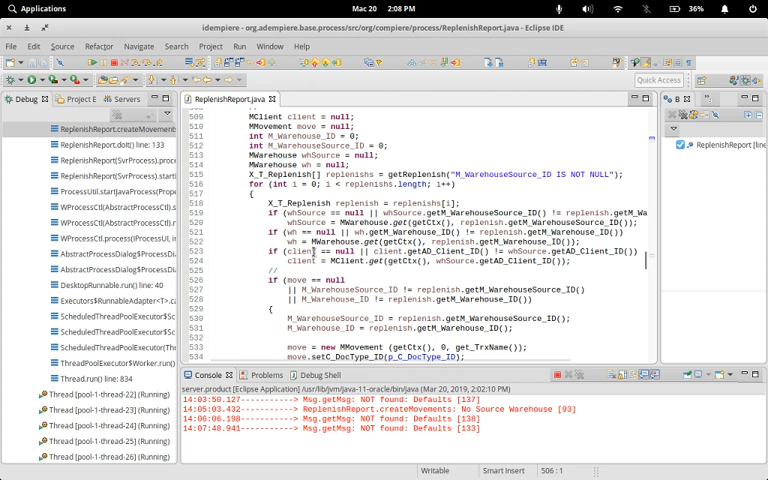 Applications
Mac 20 2:08 PM
36%
idempiere - org.adempiere.base.process/src/org/compiere/process/ReplenishReport.java - Eclipse IDE
File Edit Source Refactor Navigate Search Project Run Window Help
Quick Access
Debug Project E Servers
ReplenishReport.java
B
ReplenishReport.createMovement
ReplenishReport.doIt() line: 133
ReplenishReport(SvrProcess).proce
ReplenishReport(SvrProcess).startI
ProcessUtil.startJavaProcess(Prope
WProcessCtl(AbstractProcessCtl).s
WProcessCtl(AbstractProcessCtl).r
WProcessCtl.process(IProcessUI, in
AbstractProcessDialog$ProcessDia
AbstractProcessDialog$ProcessDia
DesktopRunnable.run() line: 40
Executors$RunnableAdapter<T>.ca
ScheduledThreadPoolExecutor$Sc
ScheduledThreadPoolExecutor$Sc
ScheduledThreadPoolExecutor(Th
ThreadPoolExecutor$Worker.run()
Thread.run() line: 834
Thread [pool-1-thread-22] (Running)
Thread [pool-1-thread-23] (Running)
Thread [pool-1-thread-24] (Running)
Thread [pool-1-thread-25] (Running)
Thread [pool-1-thread-26] (Running)
509 MClient client = null;
510 MMovement move = null;
511 int M_Warehouse_ID = 0;
512 int M_WarehouseSource_ID = 0;
513 MWarehouse whSource = null;
514 MWarehouse wh = null;
515 X_T_Replenish[] replenishs = getReplenish("M_WarehouseSource_ID IS NOT NULL");
516 for (int i = 0; i < replenishs.length; i++)
517 {
518 X_T_Replenish replenish = replenishs[i];
519 if (whSource == null || whSource.getM_WarehouseSource_ID() != replenish.getM_Wa
520 whSource = MWarehouse.get(getCtx(), replenish.getM_WarehouseSource_ID());
521 if (wh == null || wh.getM_Warehouse_ID() != replenish.getM_Warehouse_ID())
522 wh = MWarehouse.get(getCtx(), replenish.getM_Warehouse_ID());
523 if (client == null || client.getAD_Client_ID() != whSource.getAD_Client_ID())
524 client = MClient.get(getCtx(), whSource.getAD_Client_ID());
525 //
526 if (move == null
527 || M_WarehouseSource_ID != replenish.getM_WarehouseSource_ID()
528 || M_Warehouse_ID != replenish.getM_Warehouse_ID())
529 {
530 M_WarehouseSource_ID = replenish.getM_WarehouseSource_ID();
531 M_Warehouse_ID = replenish.getM_Warehouse_ID();
532
533 move = new MMovement (getCtx(), 0, get_TrxName());
534 move.setC_DocType_ID(p_C_DocType_ID);
ReplenishReport [line
Console Problems Debug Shell
server.product [Eclipse Application] /usr/lib/jvm/java-11-oracle/bin/java (Mar 20, 2019, 2:02:10 PM)
14:03:50.127-----------> Msg.getMsg: NOT found: Defaults [137]
14:05:03.432-----------> ReplenishReport.createMovements: No Source Warehouse [93]
14:06:06.198-----------> Msg.getMsg: NOT found: Defaults [138]
14:07:48.941-----------> Msg.getMsg: NOT found: Defaults [133]
Writable Smart Insert 506 : 1